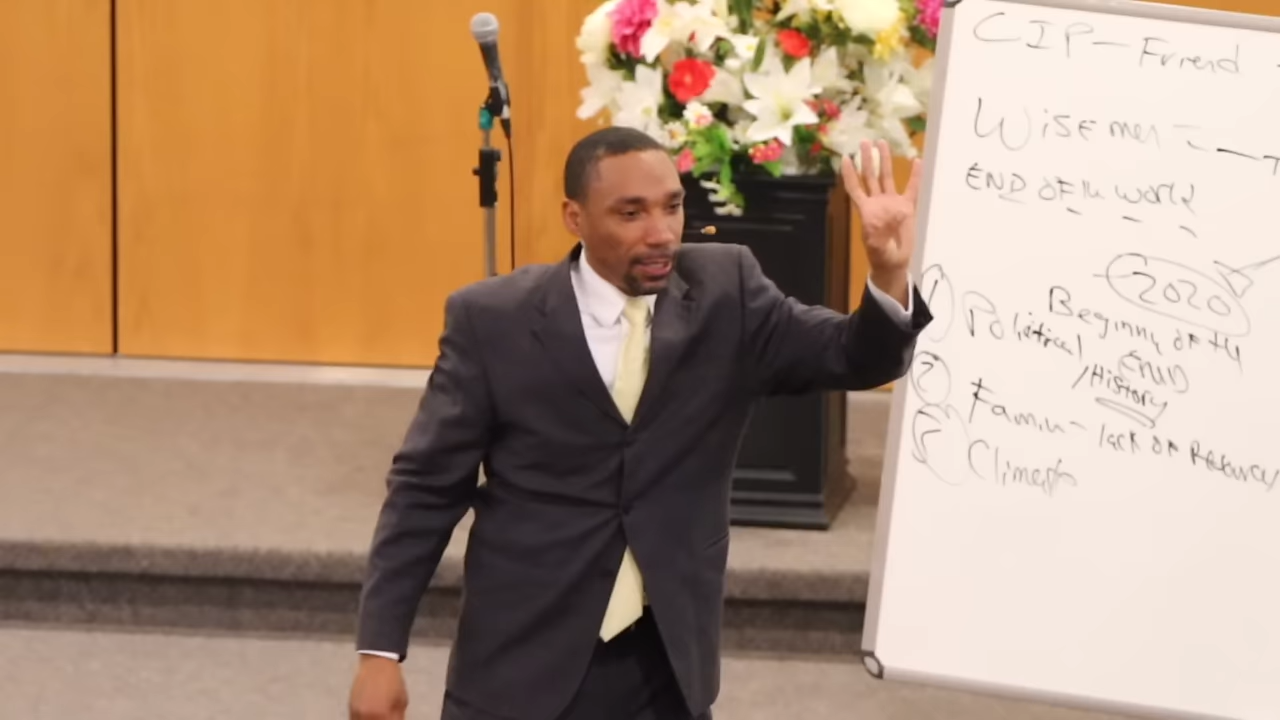 CIP - Friend
Wise men
END OF the world
2020
Beginning of the
END
① Political / History
② Famin - lack of Resources
③ Climate